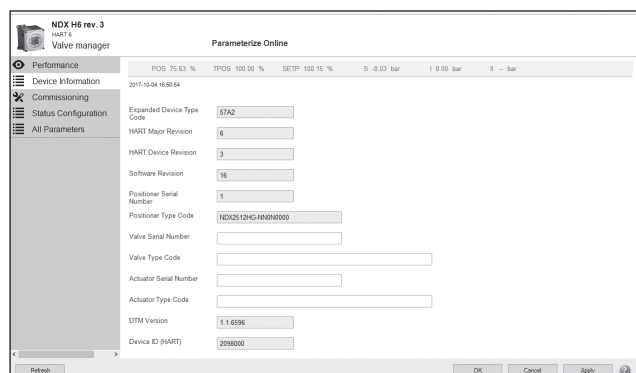 NDX H6 rev. 3
HART 6
Valve manager
Parameterize Online
Performance
Device Information
Commissioning
Status Configuration
All Parameters
POS 75.63 % TPOS 100.00 % SETP 100.15 % S -0.03 bar I 0.00 bar II -- bar
2017-10-04 16:50:54
Expanded Device Type
Code
57A2
HART Major Revision
6
HART Device Revision
3
Software Revision
16
Positioner Serial
Number
1
Positioner Type Code
NDX2512HG-NN0N0000
Valve Serial Number
Valve Type Code
Actuator Serial Number
Actuator Type Code
DTM Version
1.1.6596
Device ID (HART)
2098000
Refresh
OK Cancel Apply